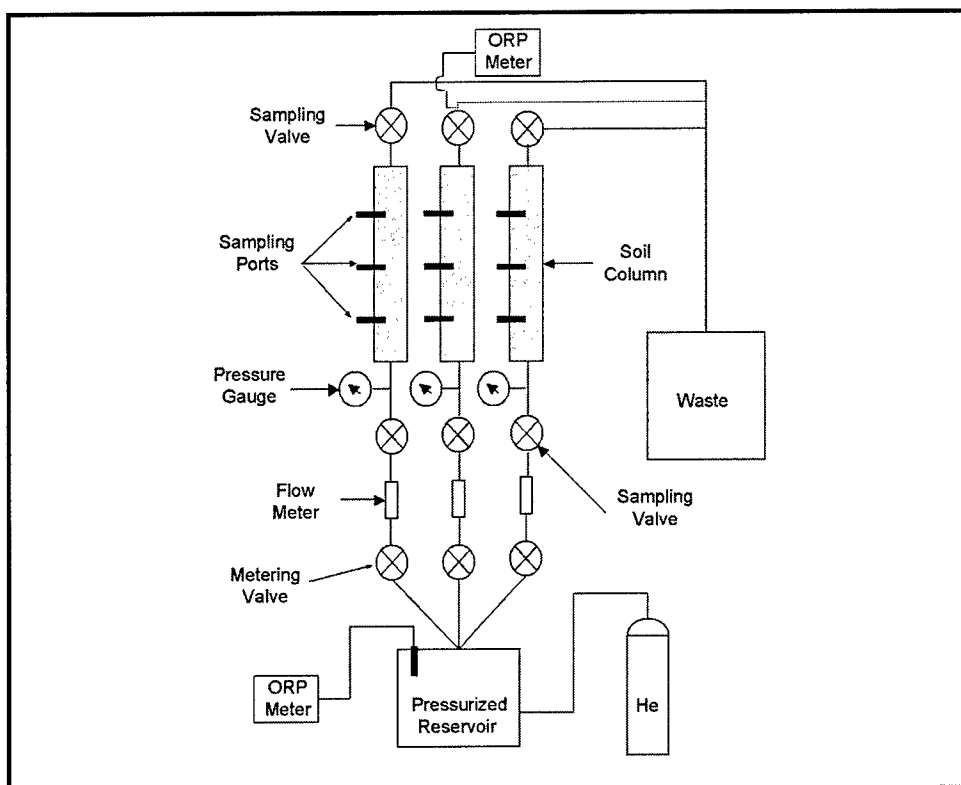 ORP
Meter
Sampling
Valve
Sampling
Ports
Soil
Column
Pressure
Gauge
Waste
Flow
Meter
Sampling
Valve
Metering
Valve
ORP
Meter
Pressurized
Reservoir
He